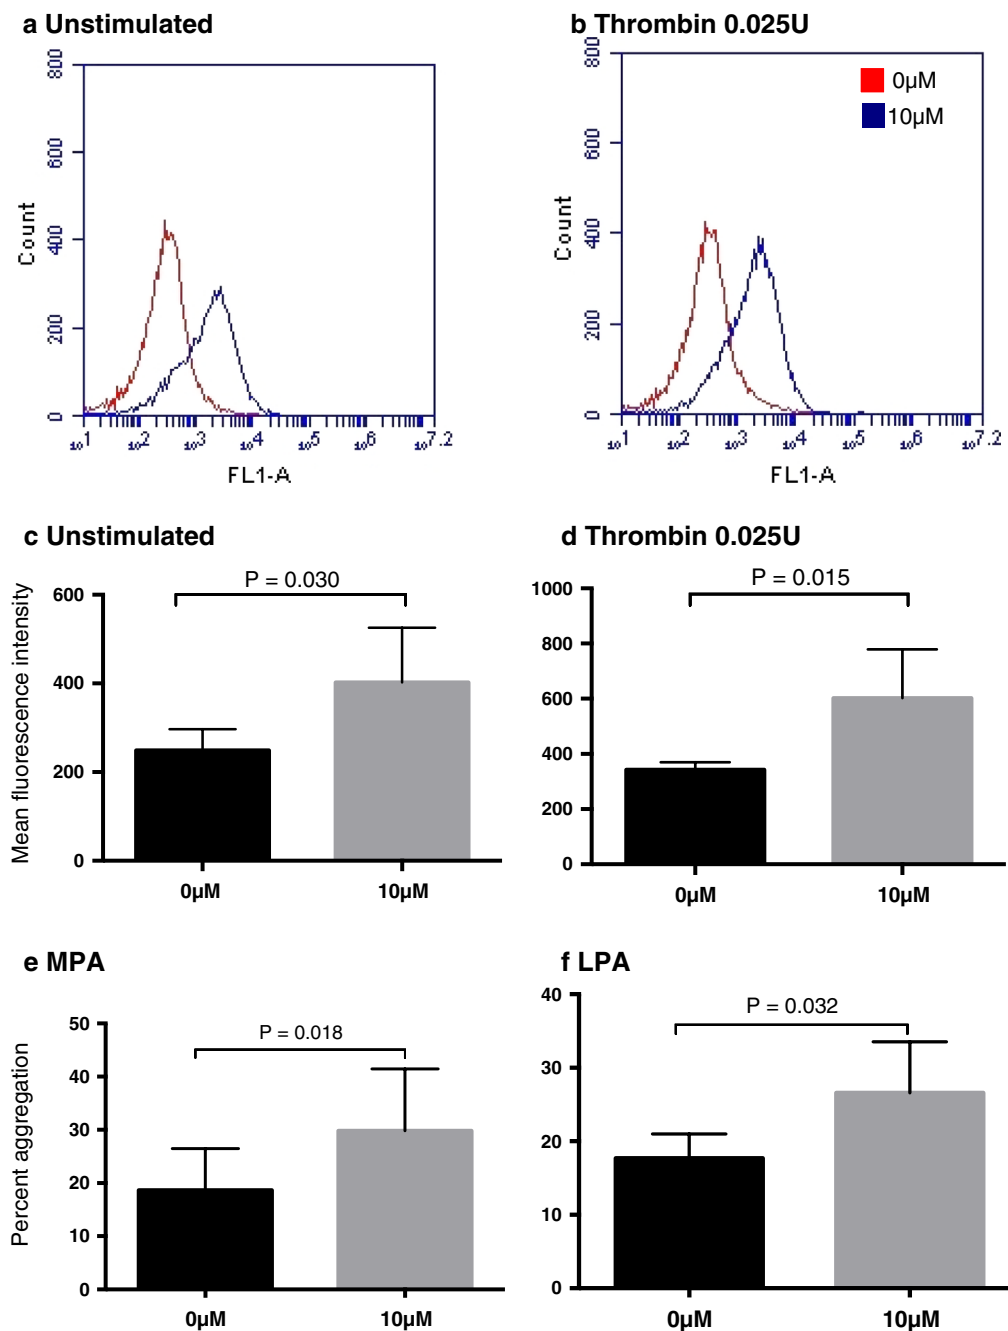 a Unstimulated
b Thrombin 0.025U
800
600
400
200
0
Count
10^1 10^2 10^3 10^4 10^5 10^6 10^7.2
FL1-A
800
600
400
200
0
Count
0µM
10µM
10^1 10^2 10^3 10^4 10^5 10^6 10^7.2
FL1-A
c Unstimulated
d Thrombin 0.025U
Mean fluorescence intensity
600
400
200
0
P = 0.030
0µM 10µM
1000
800
600
400
200
0
P = 0.015
0µM 10µM
e MPA
f LPA
Percent aggregation
50
40
30
20
10
0
P = 0.018
0µM 10µM
40
30
20
10
0
P = 0.032
0µM 10µM